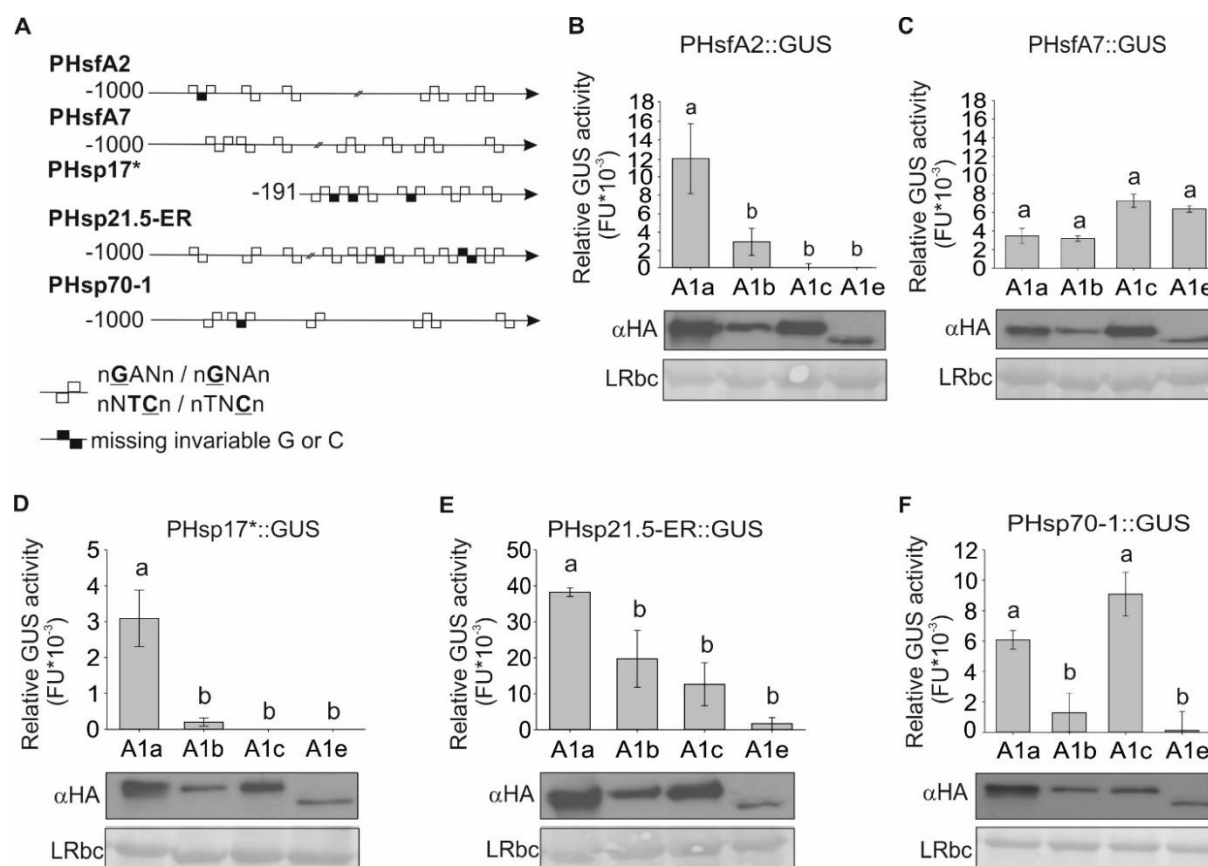 A
PHsfA2
-1000
PHsfA7
-1000
PHsp17*
-191
PHsp21.5-ER
-1000
PHsp70-1
-1000
nGANn / nGNAn
nNTCn / nTNCn
missing invariable G or C
B
PHsfA2::GUS
Relative GUS activity
(FU*10⁻³)
18
16
14
12
10
8
6
4
2
0
a
b
b
b
A1a A1b A1c A1e
αHA
LRbc
C
PHsfA7::GUS
Relative GUS activity
(FU*10⁻³)
18
16
14
12
10
8
6
4
2
0
a
a
a
a
A1a A1b A1c A1e
αHA
LRbc
D
PHsp17*::GUS
Relative GUS activity
(FU*10⁻³)
5
4
3
2
1
0
a
b
b
b
A1a A1b A1c A1e
αHA
LRbc
E
PHsp21.5-ER::GUS
Relative GUS activity
(FU*10⁻³)
50
40
30
20
10
0
a
b
b
b
A1a A1b A1c A1e
αHA
LRbc
F
PHsp70-1::GUS
Relative GUS activity
(FU*10⁻³)
12
10
8
6
4
2
0
a
b
a
b
A1a A1b A1c A1e
αHA
LRbc